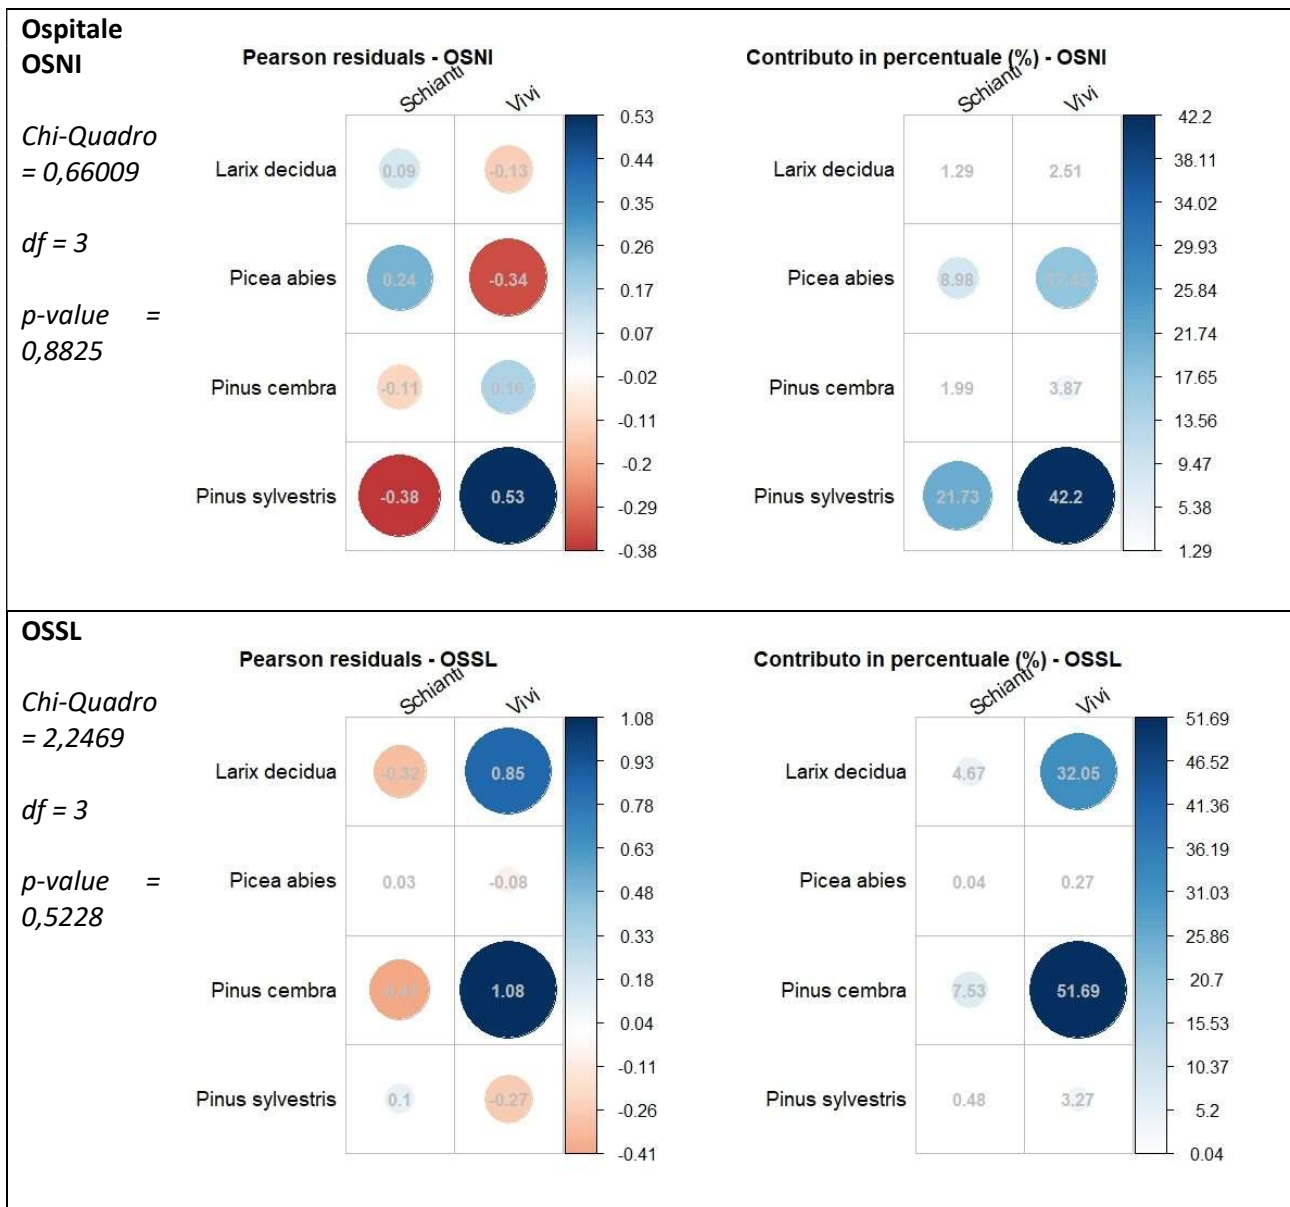 Ospitale
OSNI
Chi-Quadro
= 0,66009
df = 3
p-value =
0,8825
Pearson residuals - OSNI
Schianti Vivi
Larix decidua 0.09 -0.13
Picea abies 0.24 -0.34
Pinus cembra -0.11 0.16
Pinus sylvestris -0.38 0.53
0.53
0.44
0.35
0.26
0.17
0.07
-0.02
-0.11
-0.2
-0.29
-0.38
Contributo in percentuale (%) - OSNI
Schianti Vivi
Larix decidua 1.29 2.51
Picea abies 8.98
Pinus cembra 1.99 3.87
Pinus sylvestris 21.73 42.2
42.2
38.11
34.02
29.93
25.84
21.74
17.65
13.56
9.47
5.38
1.29
OSSL
Chi-Quadro
= 2,2469
df = 3
p-value =
0,5228
Pearson residuals - OSSL
Schianti Vivi
Larix decidua -0.32 0.85
Picea abies 0.03 -0.08
Pinus cembra -0.41 1.08
Pinus sylvestris 0.1 -0.27
1.08
0.93
0.78
0.63
0.48
0.33
0.18
0.04
-0.11
-0.26
-0.41
Contributo in percentuale (%) - OSSL
Schianti Vivi
Larix decidua 4.67 32.05
Picea abies 0.04 0.27
Pinus cembra 7.53 51.69
Pinus sylvestris 0.48 3.27
51.69
46.52
41.36
36.19
31.03
25.86
20.7
15.53
10.37
5.2
0.04